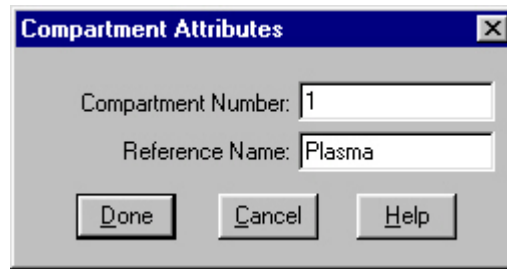 Compartment Attributes
Compartment Number: 1
Reference Name: Plasma
Done Cancel Help